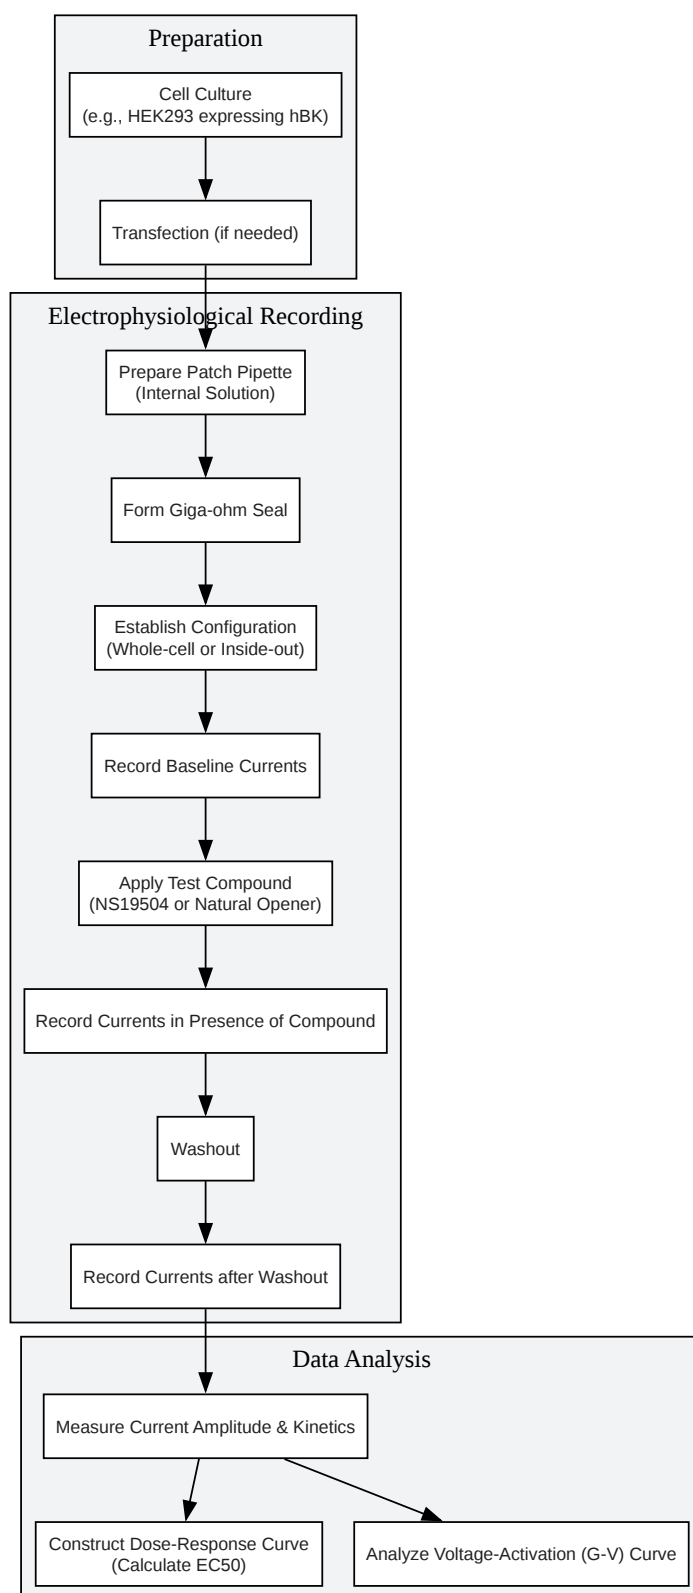 Preparation
Cell Culture
(e.g., HEK293 expressing hBK)
Transfection (if needed)
Electrophysiological Recording
Prepare Patch Pipette
(Internal Solution)
Form Giga-ohm Seal
Establish Configuration
(Whole-cell or Inside-out)
Record Baseline Currents
Apply Test Compound
(NS19504 or Natural Opener)
Record Currents in Presence of Compound
Washout
Record Currents after Washout
Data Analysis
Measure Current Amplitude & Kinetics
Construct Dose-Response Curve
(Calculate EC50)
Analyze Voltage-Activation (G-V) Curve